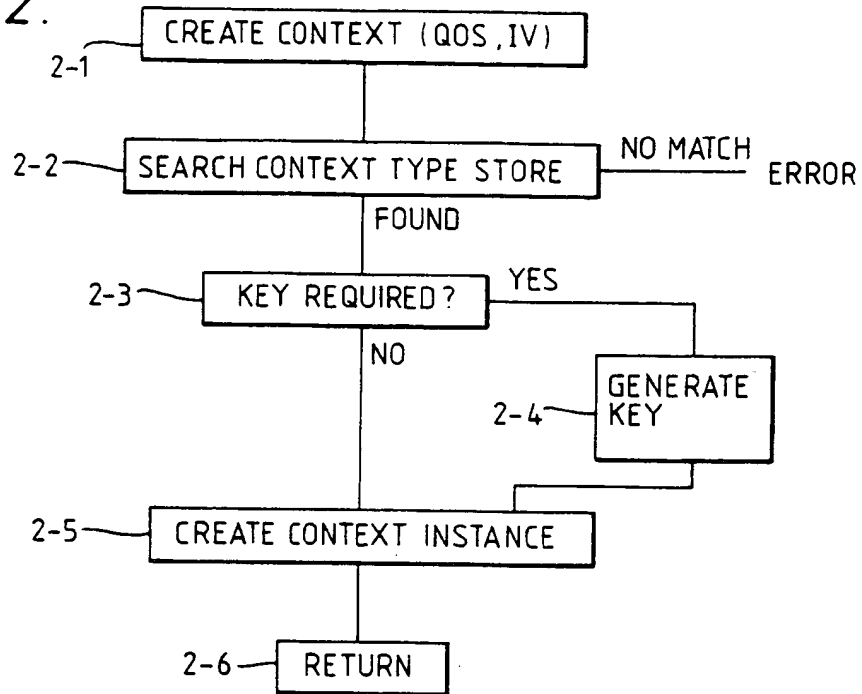 2.
CREATE CONTEXT (QOS, IV)
2-1
2-2
SEARCH CONTEXT TYPE STORE
NO MATCH
ERROR
FOUND
2-3
KEY REQUIRED?
YES
NO
2-4
GENERATE
KEY
2-5
CREATE CONTEXT INSTANCE
2-6
RETURN